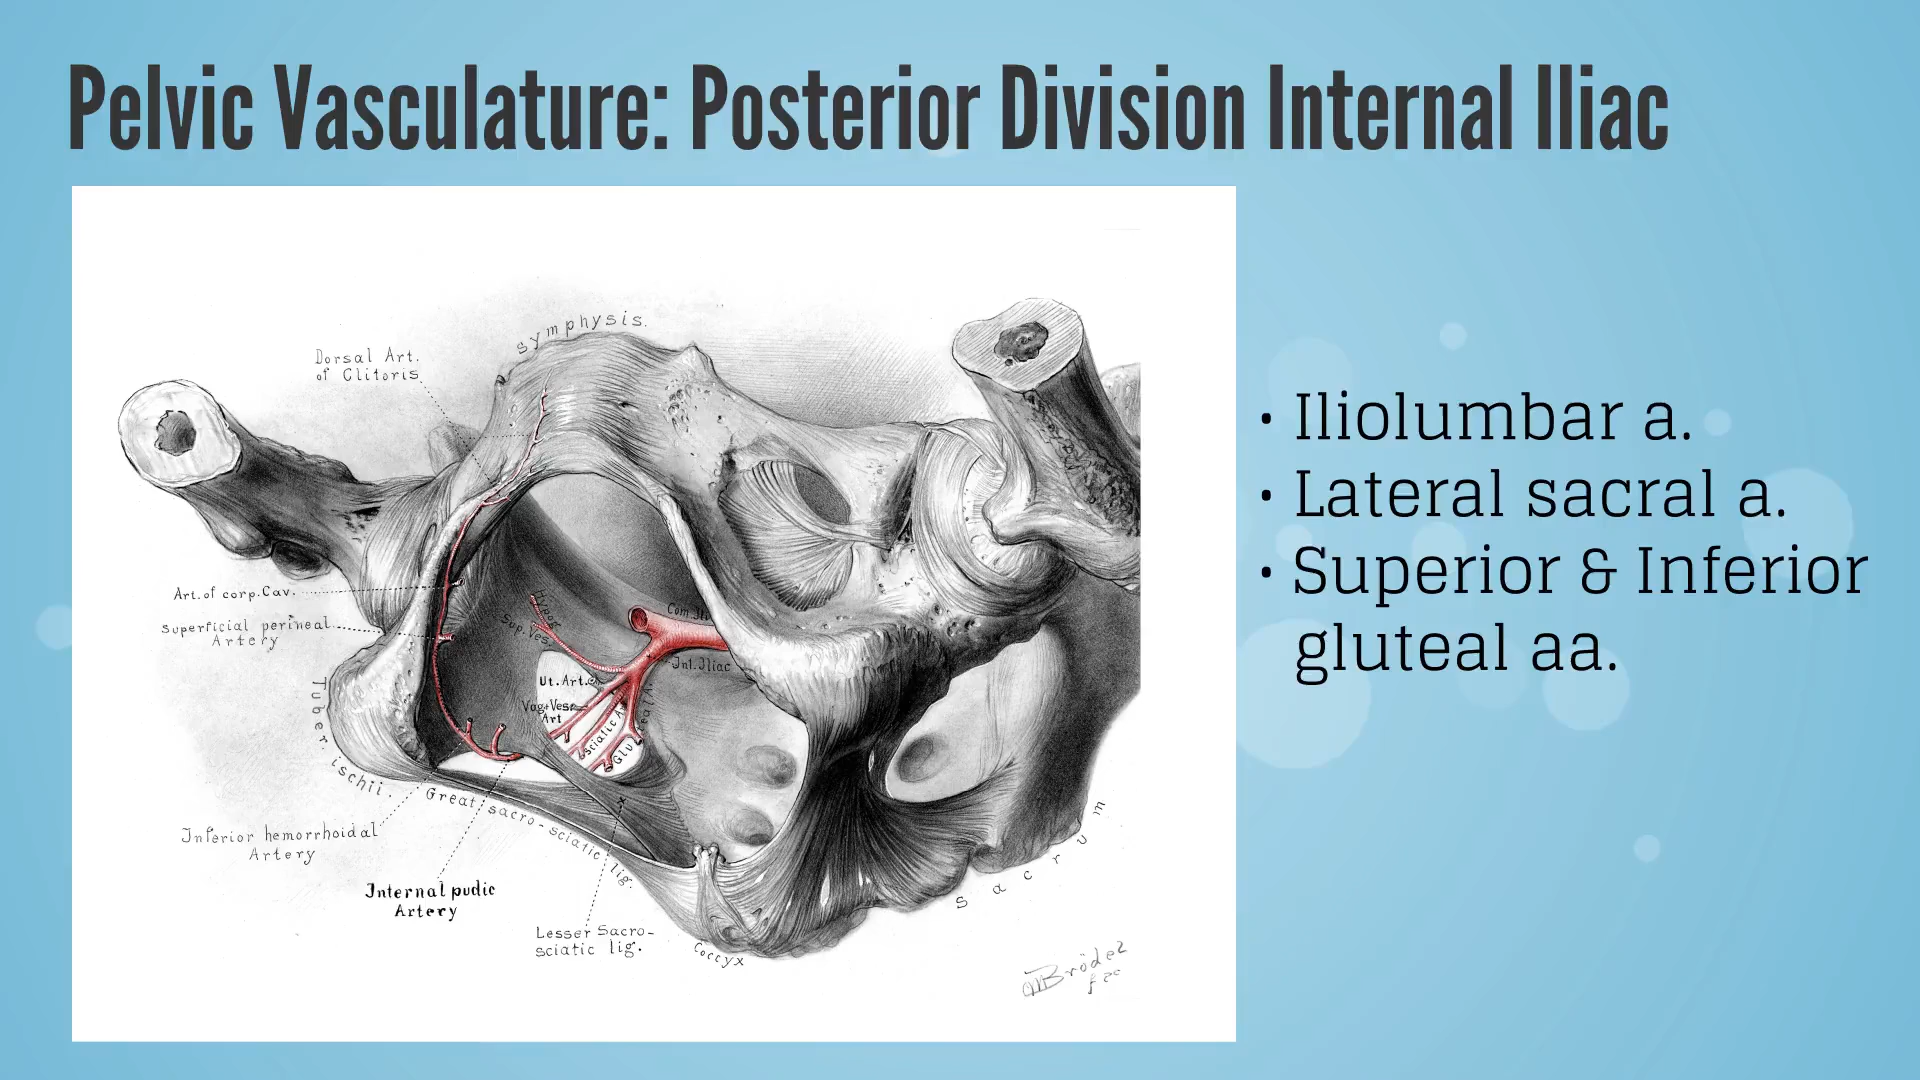 Pelvic Vasculature: Posterior Division Internal Iliac
Symphysis.
Dorsal Art.
of Clitoris
Art. of corp. Cav.
Superficial perineal
Artery
Hypog
Sup. Ves.
Com. Il
Int. Iliac
Ut. Art.
Vag + Ves
Art
Sciatic A
Glu
eal A
Tuber. ischii.
Great sacro-sciatic lig.
Inferior hemorrhoidal
Artery
Internal pudic
Artery
Lesser Sacro-
sciatic lig.
Coccyx
Sacrum
• Iliolumbar a.
• Lateral sacral a.
• Superior & Inferior
gluteal aa.